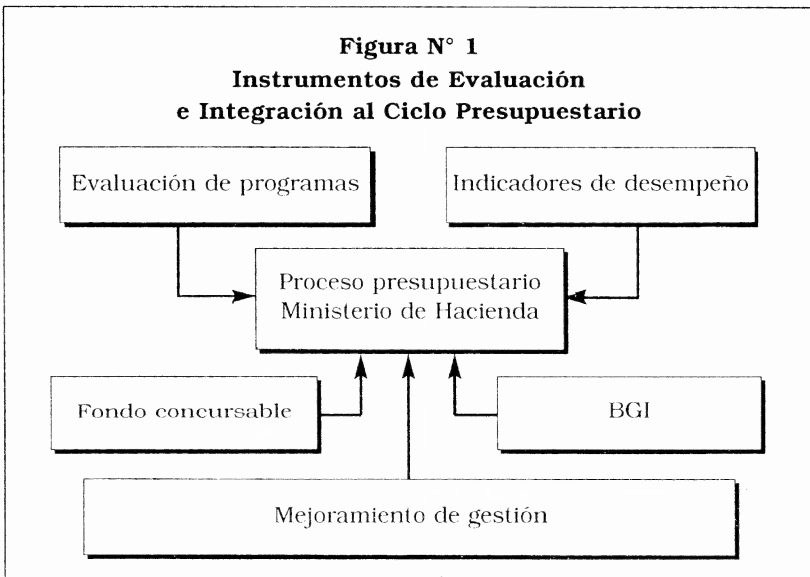 Figura N° 1
Instrumentos de Evaluación
e Integración al Ciclo Presupuestario
Evaluación de programas
Indicadores de desempeño
Proceso presupuestario
Ministerio de Hacienda
Fondo concursable
BGI
Mejoramiento de gestión